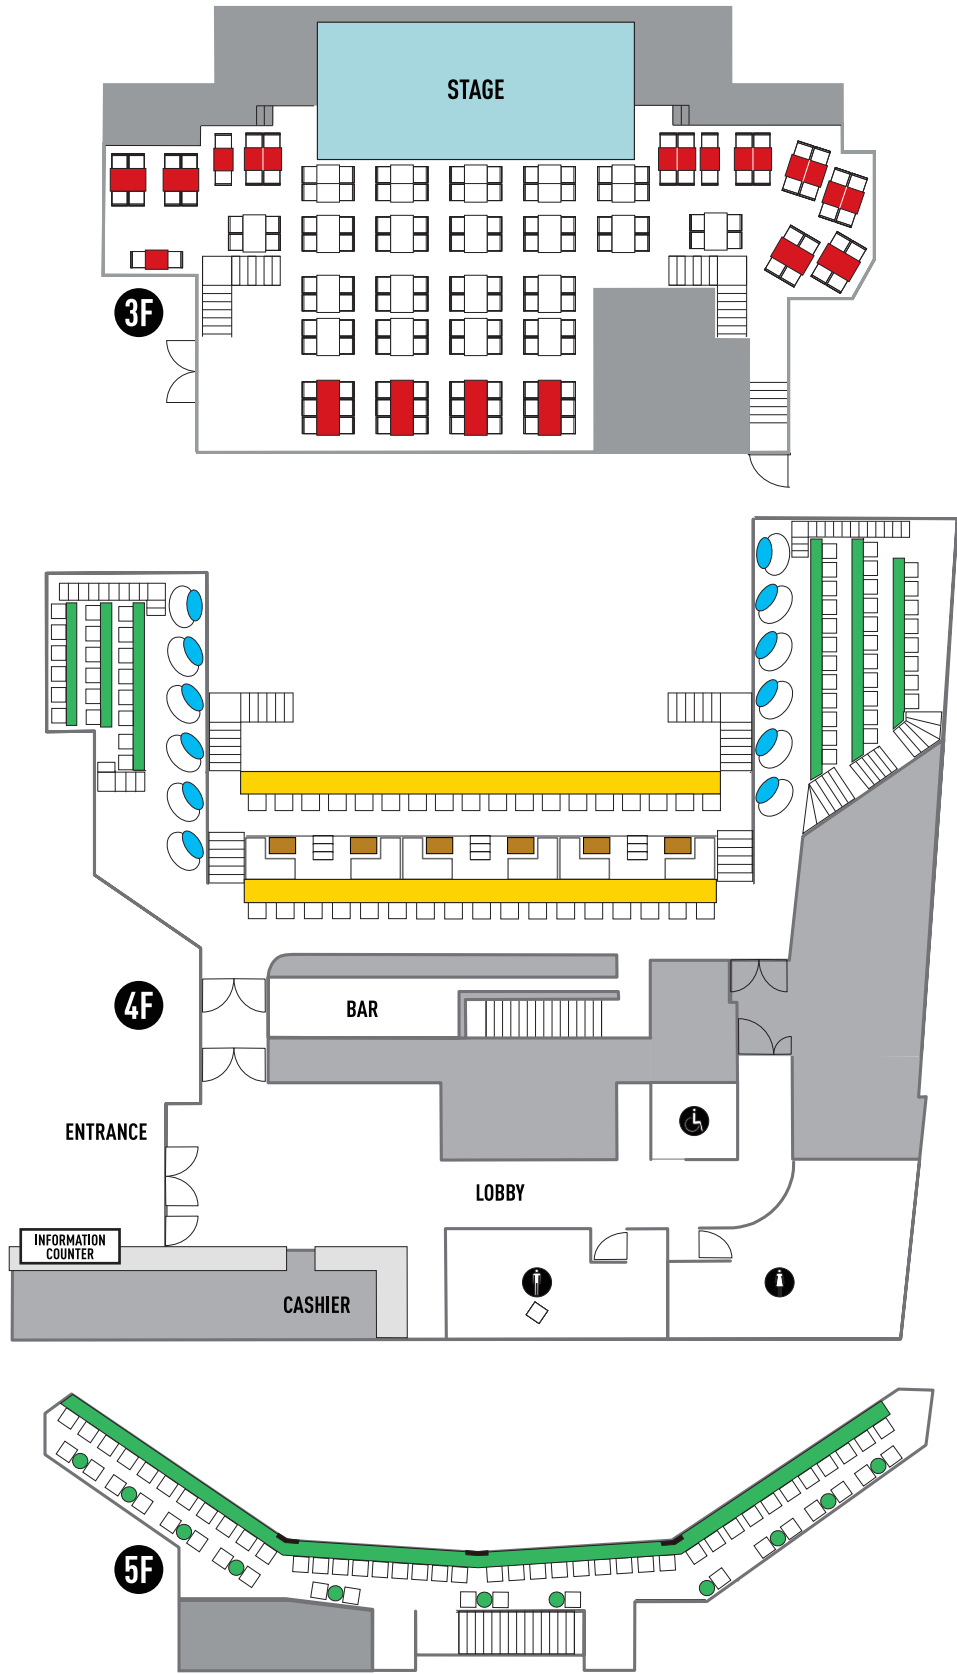 STAGE
3F
4F
BAR
ENTRANCE
LOBBY
INFORMATION
COUNTER
CASHIER
5F